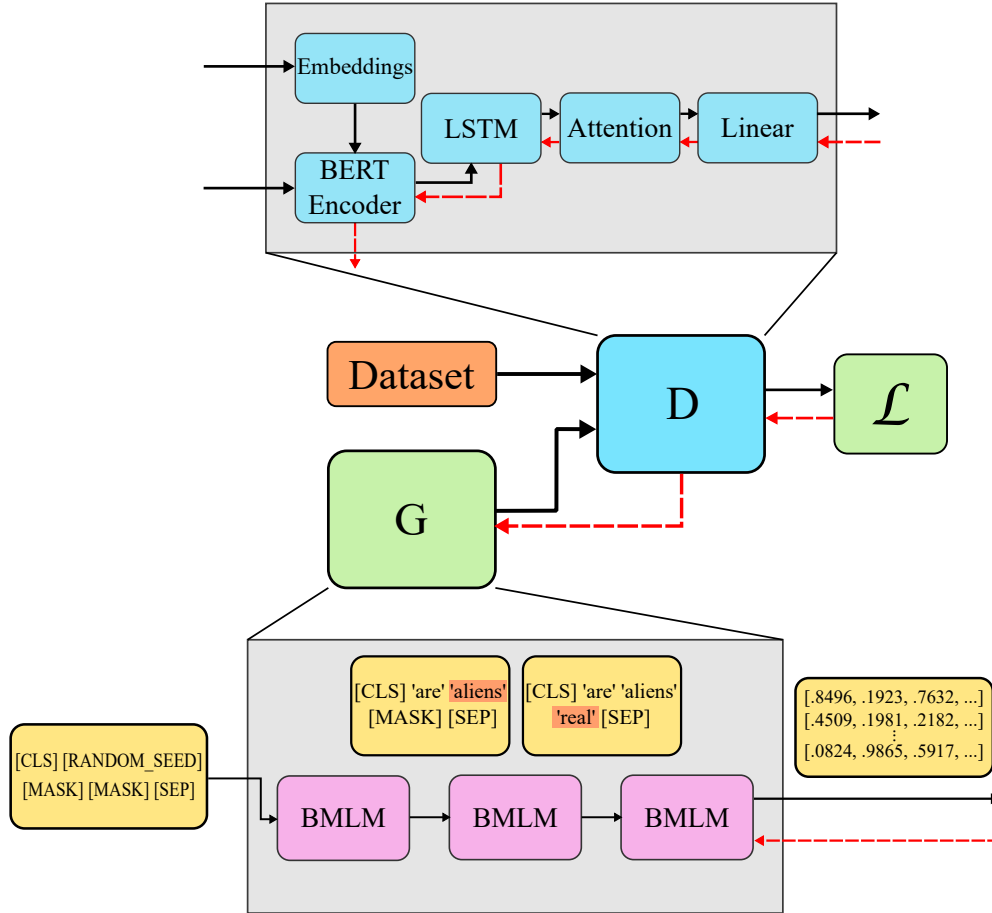 Embeddings
BERT
Encoder
LSTM
Attention
Linear
Dataset
D
ℒ
G
[CLS] 'are' 'aliens'
[MASK] [SEP]
[CLS] 'are' 'aliens'
'real' [SEP]
[.8496, .1923, .7632, ...]
[.4509, .1981, .2182, ...]
⋮
[.0824, .9865, .5917, ...]
[CLS] [RANDOM_SEED]
[MASK] [MASK] [SEP]
BMLM
BMLM
BMLM